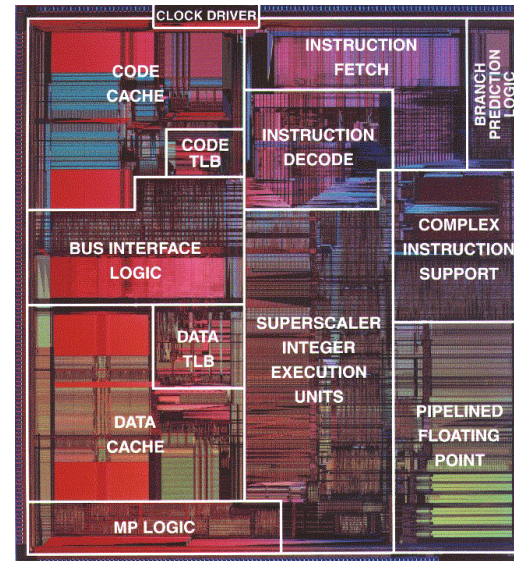 CLOCK DRIVER
CODE
CACHE
INSTRUCTION
FETCH
BRANCH
PREDICTION
LOGIC
CODE
TLB
INSTRUCTION
DECODE
BUS INTERFACE
LOGIC
COMPLEX
INSTRUCTION
SUPPORT
DATA
TLB
SUPERSCALER
INTEGER
EXECUTION
UNITS
DATA
CACHE
PIPELINED
FLOATING
POINT
MP LOGIC